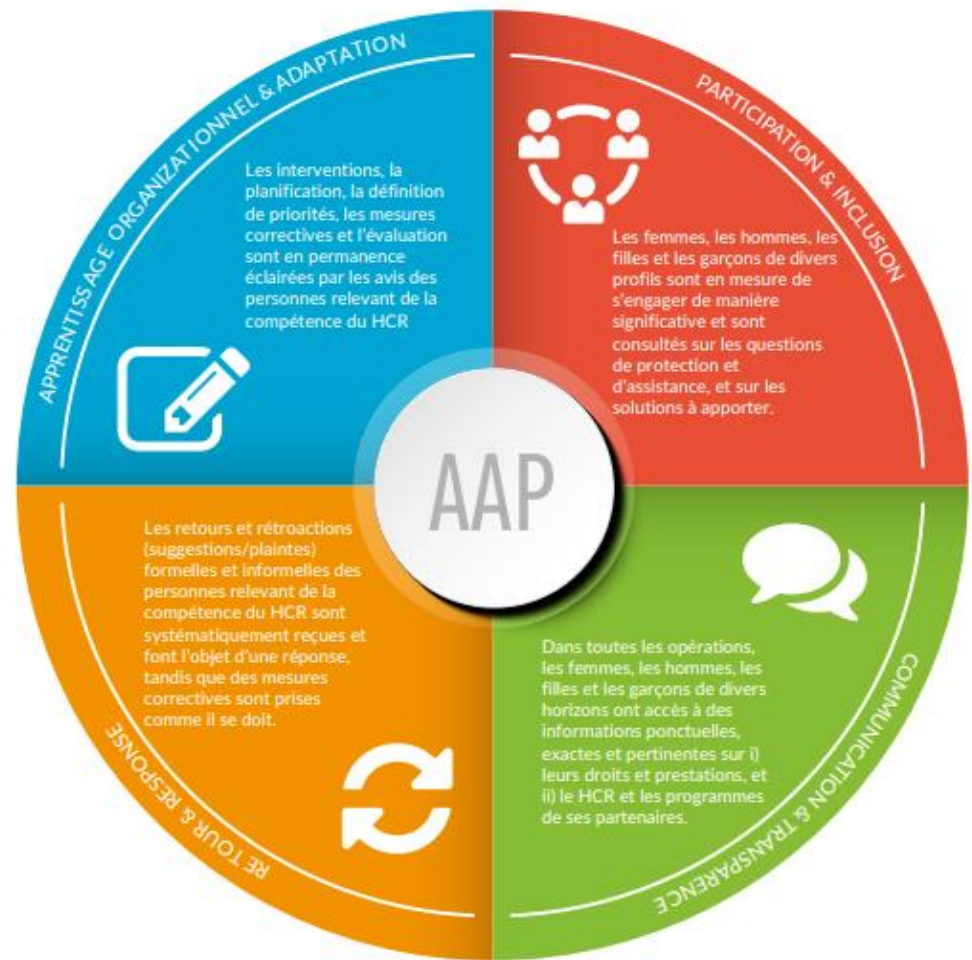 APPRENTISSAGE ORGANIZATIONNEL & ADAPTATION
Les interventions, la
planification, la définition
de priorités, les mesures
correctives et l'évaluation
sont en permanence
éclairées par les avis des
personnes relevant de la
compétence du HCR
PARTICIPATION & INCLUSION
Les femmes, les hommes, les
filles et les garçons de divers
profils sont en mesure de
s'engager de manière
significative et sont
consultés sur les questions
de protection et
d'assistance, et sur les
solutions à apporter.
AAP
Les retours et rétroactions
(suggestions/plaintes)
formelles et informelles des
personnes relevant de la
compétence du HCR sont
systématiquement reçues et
font l'objet d'une réponse,
tandis que des mesures
correctives sont prises
comme il se doit.
RETOUR & RESPONSE
Dans toutes les opérations,
les femmes, les hommes, les
filles et les garçons de divers
horizons ont accès à des
informations ponctuelles,
exactes et pertinentes sur i)
leurs droits et prestations, et
ii) le HCR et les programmes
de ses partenaires.
COMMUNICATION & TRANSPARENCE